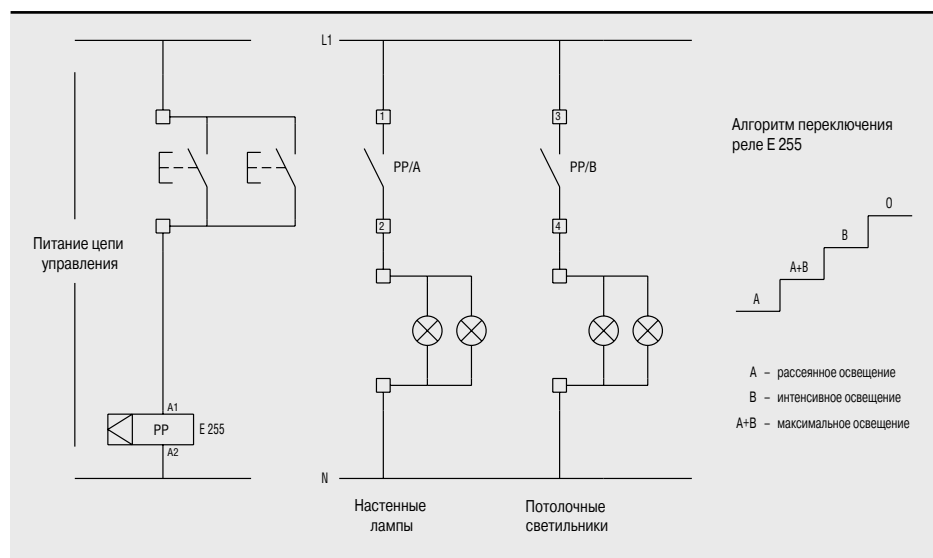 L1
1
3
Алгоритм переключения
реле E 255
PP/A
PP/B
2
4
Питание цепи
управления
O
B
A+B
A
A – рассеянное освещение
B – интенсивное освещение
A+B – максимальное освещение
A1
PP
E 255
A2
N
Настенные
лампы
Потолочные
светильники